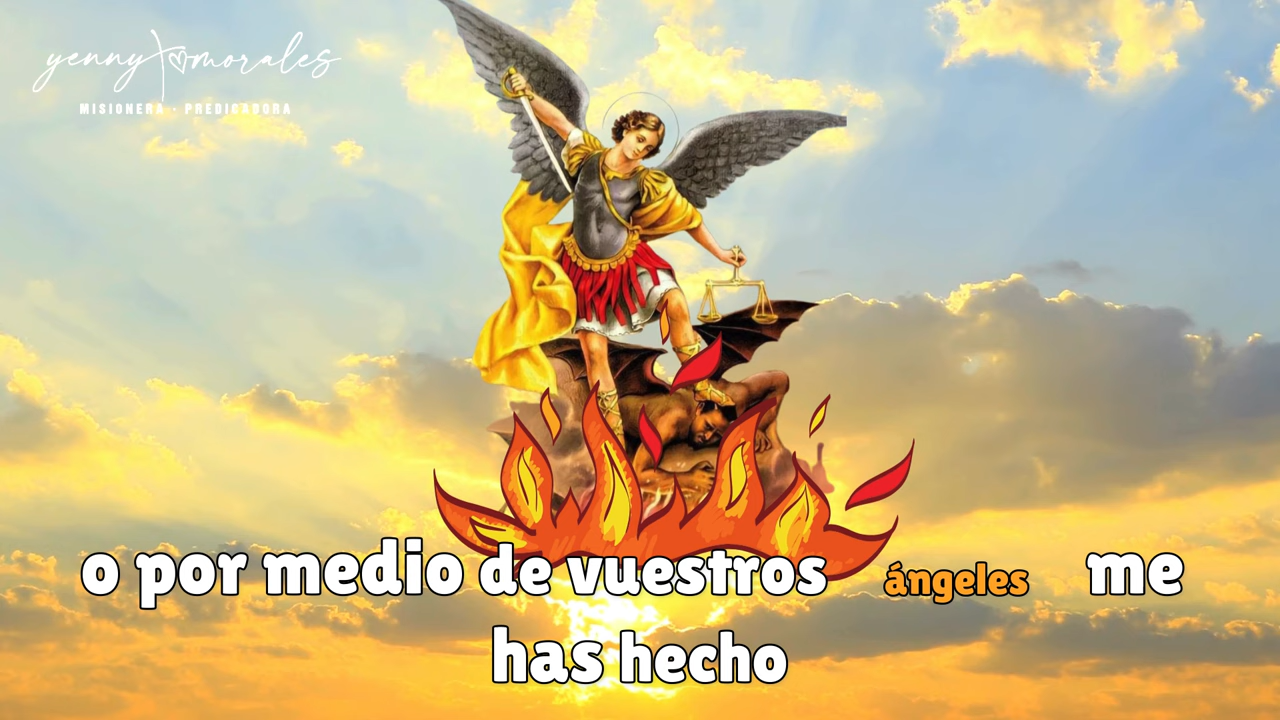 yenny morales
MISIONERA • PREDICADORA
o por medio de vuestros ángeles me
has hecho